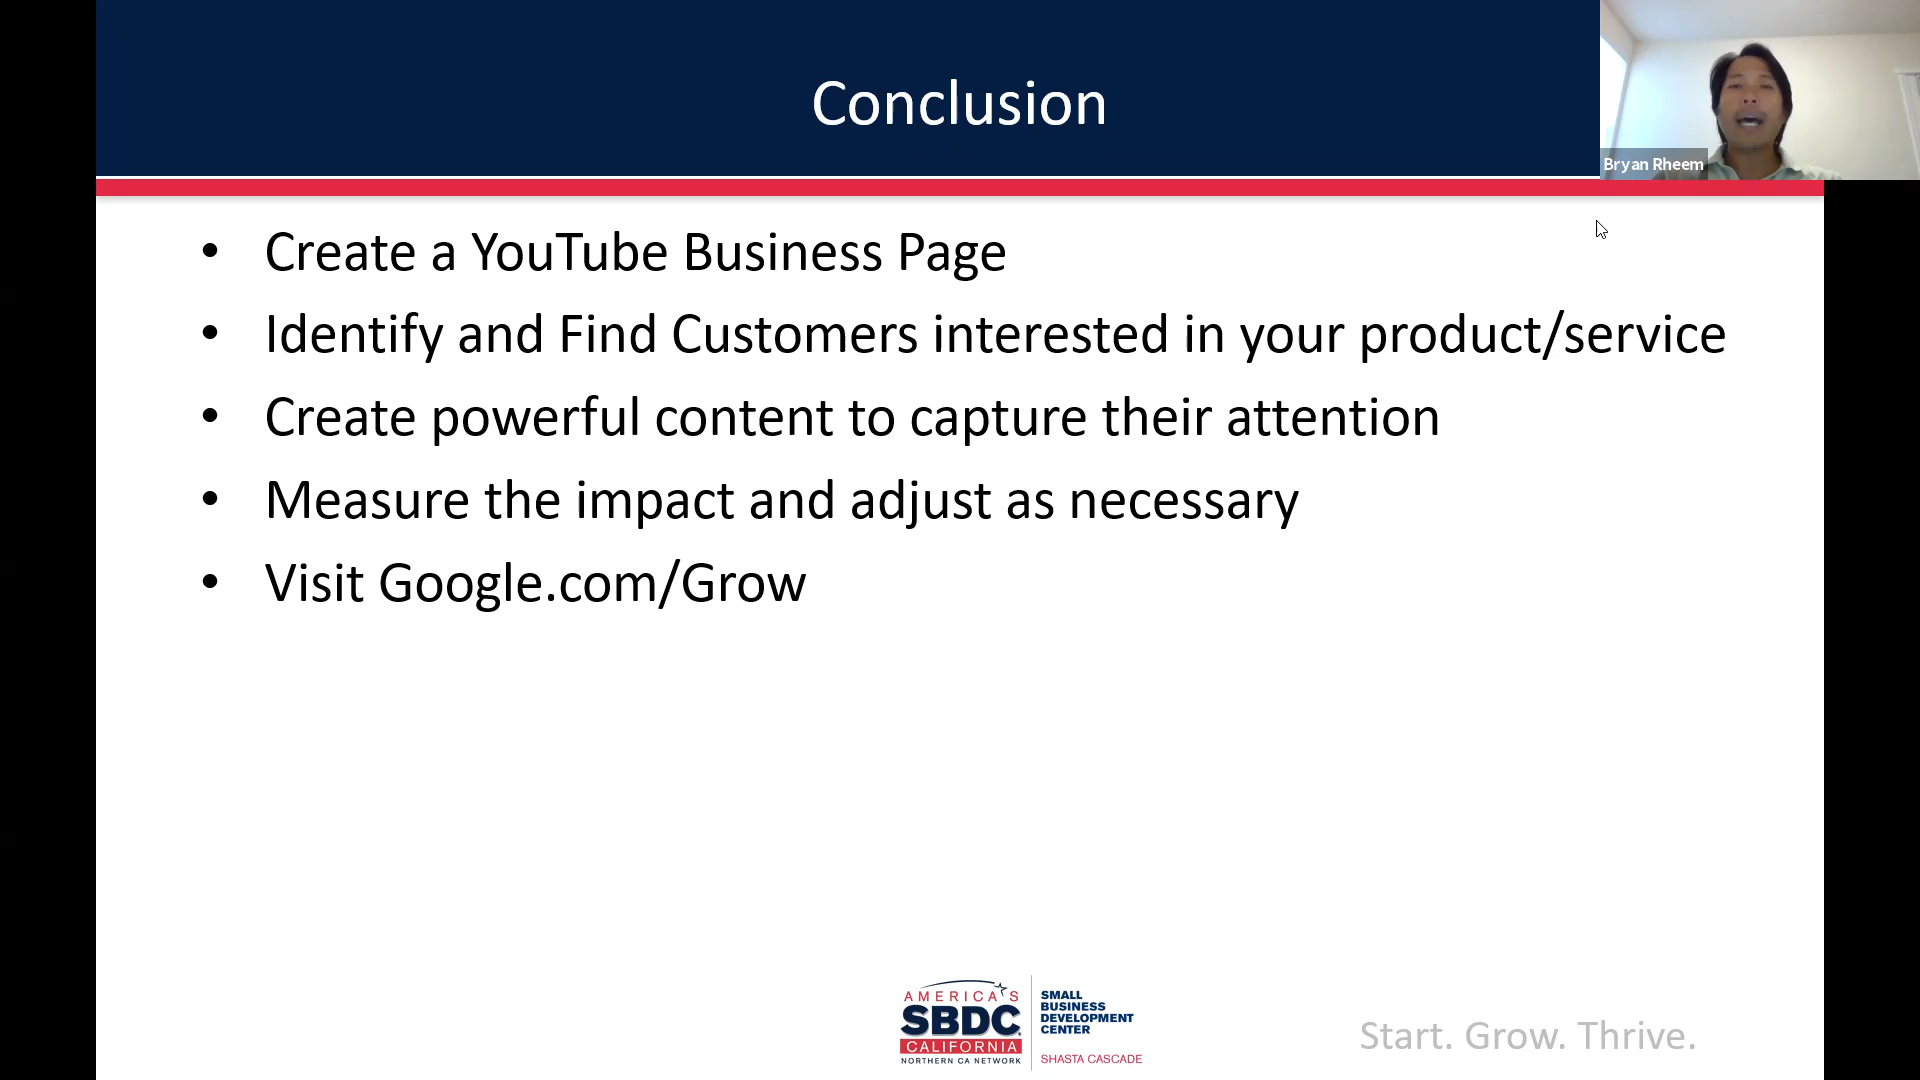 Conclusion
Bryan Rheem
• Create a YouTube Business Page
• Identify and Find Customers interested in your product/service
• Create powerful content to capture their attention
• Measure the impact and adjust as necessary
• Visit Google.com/Grow
AMERICA'S
SBDC
CALIFORNIA
NORTHERN CA NETWORK
SMALL
BUSINESS
DEVELOPMENT
CENTER
SHASTA CASCADE
Start. Grow. Thrive.